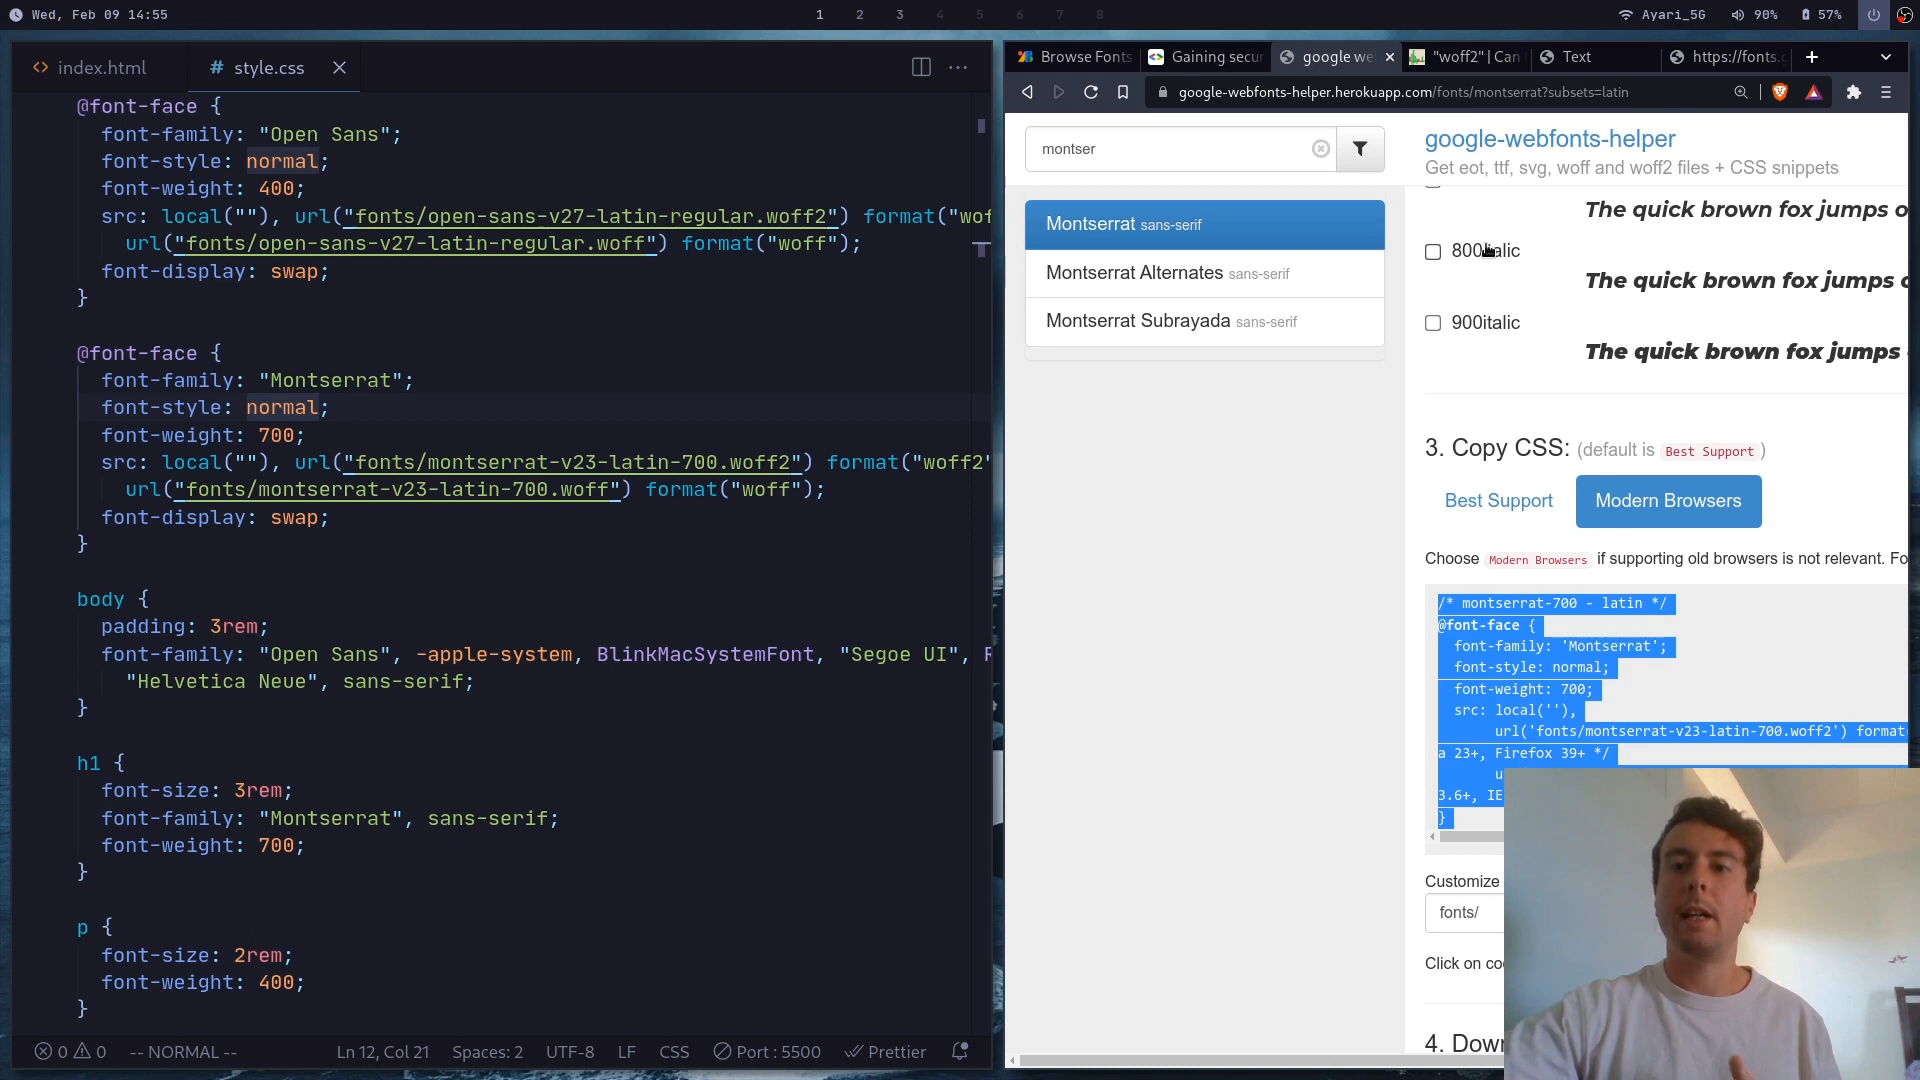 Wed, Feb 09 14:55
1 2 3 4 5 6 7 8
Ayari_5G 90% 57%
index.html
# style.css
@font-face {
font-family: "Open Sans";
font-style: normal;
font-weight: 400;
src: local(""), url("fonts/open-sans-v27-latin-regular.woff2") format("wof
url("fonts/open-sans-v27-latin-regular.woff") format("woff");
font-display: swap;
}
@font-face {
font-family: "Montserrat";
font-style: normal;
font-weight: 700;
src: local(""), url("fonts/montserrat-v23-latin-700.woff2") format("woff2"
url("fonts/montserrat-v23-latin-700.woff") format("woff");
font-display: swap;
}
body {
padding: 3rem;
font-family: "Open Sans", -apple-system, BlinkMacSystemFont, "Segoe UI", R
"Helvetica Neue", sans-serif;
}
h1 {
font-size: 3rem;
font-family: "Montserrat", sans-serif;
font-weight: 700;
}
p {
font-size: 2rem;
font-weight: 400;
}
0 0 -- NORMAL -- Ln 12, Col 21 Spaces: 2 UTF-8 LF CSS Port : 5500 Prettier
Browse Fonts
Gaining secur
google we
"woff2" | Can
Text
https://fonts.g
google-webfonts-helper.herokuapp.com/fonts/montserrat?subsets=latin
montser
Montserrat sans-serif
Montserrat Alternates sans-serif
Montserrat Subrayada sans-serif
google-webfonts-helper
Get eot, ttf, svg, woff and woff2 files + CSS snippets
The quick brown fox jumps o
800italic
The quick brown fox jumps o
900italic
The quick brown fox jumps
3. Copy CSS: (default is Best Support)
Best Support Modern Browsers
Choose Modern Browsers if supporting old browsers is not relevant. Fo
/* montserrat-700 - latin */
@font-face {
font-family: 'Montserrat';
font-style: normal;
font-weight: 700;
src: local(''),
url('fonts/montserrat-v23-latin-700.woff2') format
a 23+, Firefox 39+ */
u
3.6+, IE
}
Customize
fonts/
Click on co
4. Down